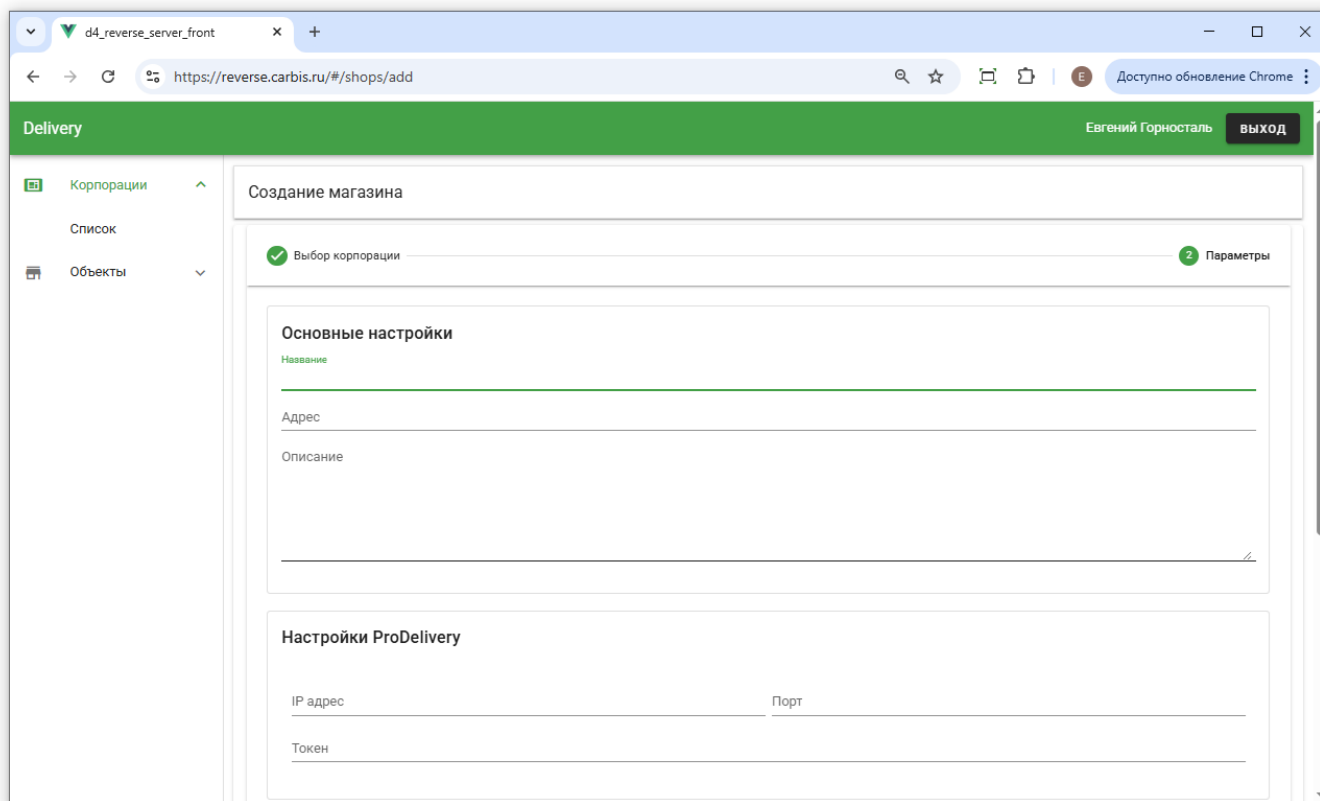 d4_reverse_server_front
https://reverse.carbis.ru/#/shops/add
E
Доступно обновление Chrome
Delivery
Евгений Горносталь
ВЫХОД
Корпорации
Список
Объекты
Создание магазина
Выбор корпорации
2 Параметры
Основные настройки
Название
Адрес
Описание
Настройки ProDelivery
IP адрес
Порт
Токен